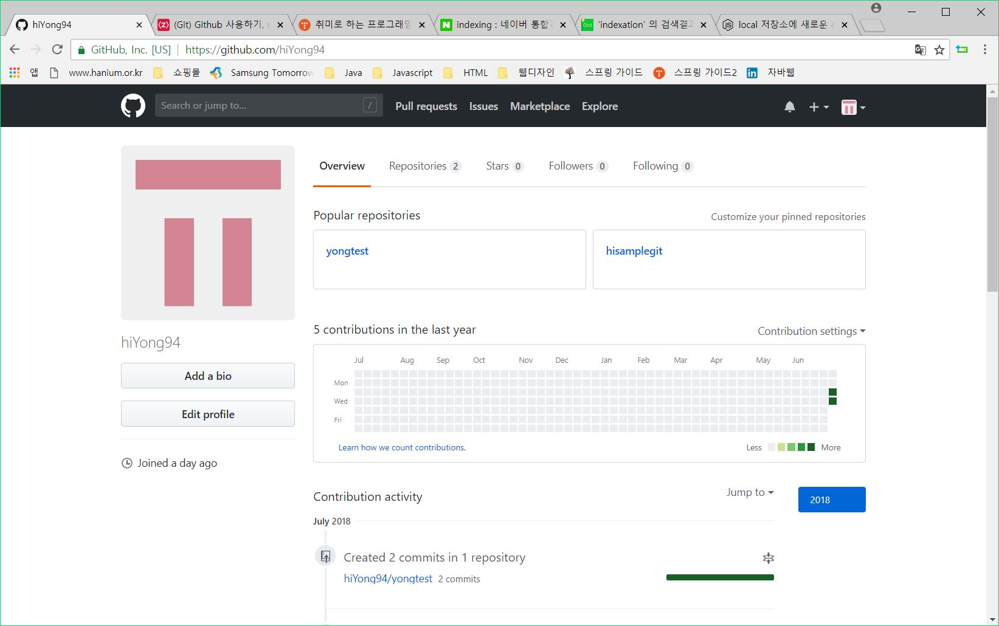 hiYong94
(Git) Github 사용하기,
취미로 하는 프로그래밍
indexing : 네이버 통합
'indexation' 의 검색결과
local 저장소에 새로운
GitHub, Inc. [US]
https://github.com/hiYong94
앱
www.hanium.or.kr
쇼핑몰
Samsung Tomorrow
Java
Javascript
HTML
웹디자인
스프링 가이드
스프링 가이드2
자바웹
Search or jump to...
/
Pull requests
Issues
Marketplace
Explore
Overview
Repositories 2
Stars 0
Followers 0
Following 0
Popular repositories
Customize your pinned repositories
yongtest
hisamplegit
hiYong94
Add a bio
Edit profile
Joined a day ago
5 contributions in the last year
Contribution settings
Jul Aug Sep Oct Nov Dec Jan Feb Mar Apr May Jun
Mon
Wed
Fri
Learn how we count contributions.
Less
More
Contribution activity
Jump to
2018
July 2018
Created 2 commits in 1 repository
hiYong94/yongtest 2 commits